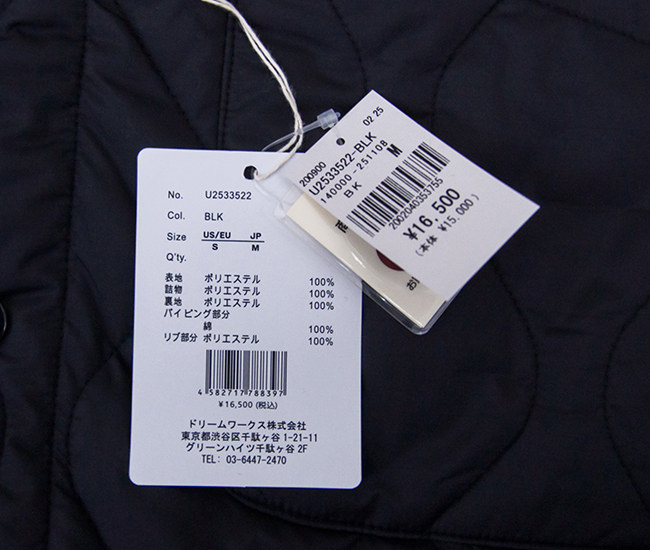 No. U2533522
Col. BLK
Size US/EU JP
S M
Q'ty.
表地 ポリエステル 100%
詰物 ポリエステル 100%
裏地 ポリエステル 100%
パイピング部分
綿 100%
リブ部分 ポリエステル 100%
4 582717 788397
¥16,500 (税込)
ドリームワークス株式会社
東京都渋谷区千駄ヶ谷 1-21-11
グリーンハイツ千駄ヶ谷 2F
TEL: 03-6447-2470
200900 02 25
U2533522-BLK
140000-251108
BK M
2002040353755
¥16,500
(本体 ¥15,000)